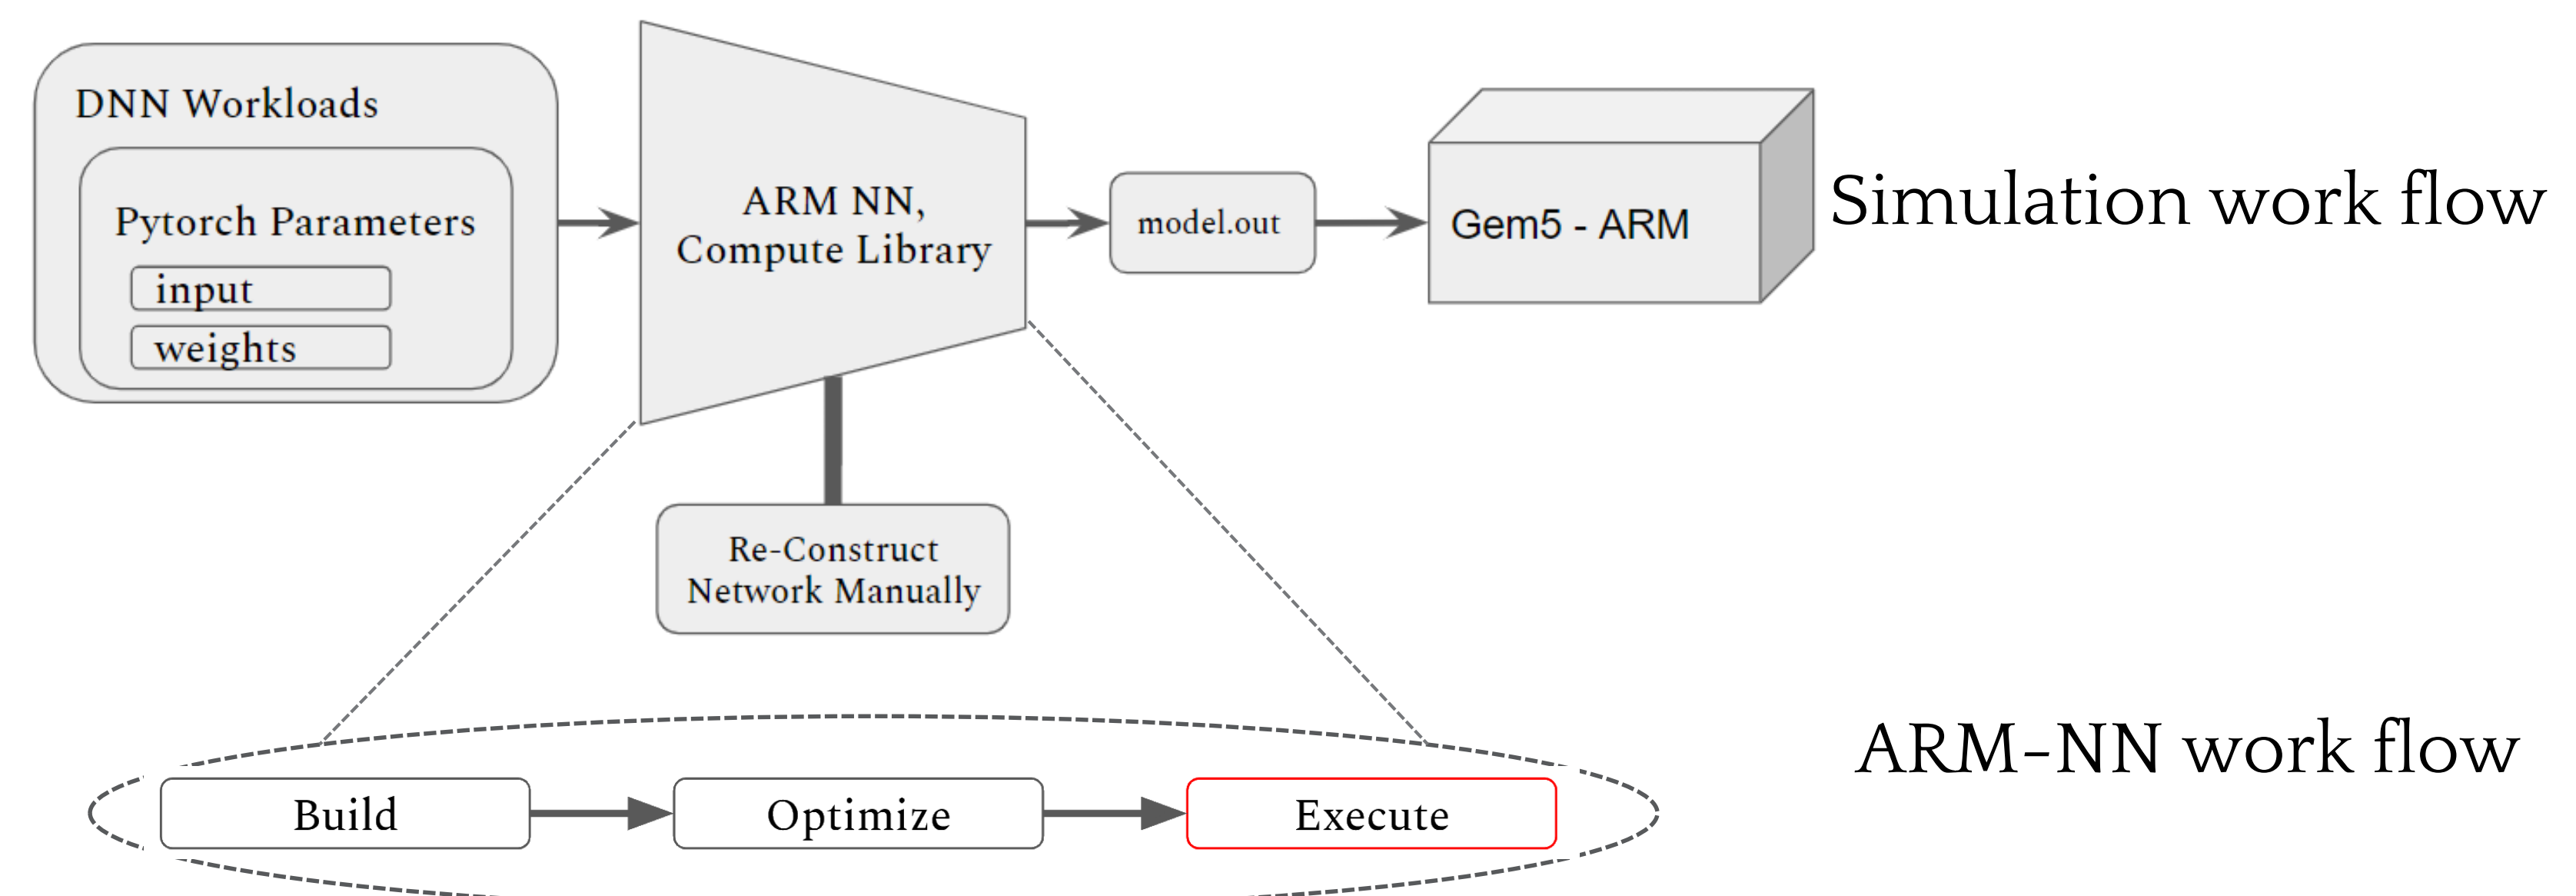 DNN Workloads
Pytorch Parameters
input
weights
ARM NN,
Compute Library
model.out
Gem5 - ARM
Simulation work flow
Re-Construct
Network Manually
ARM-NN work flow
Build
Optimize
Execute